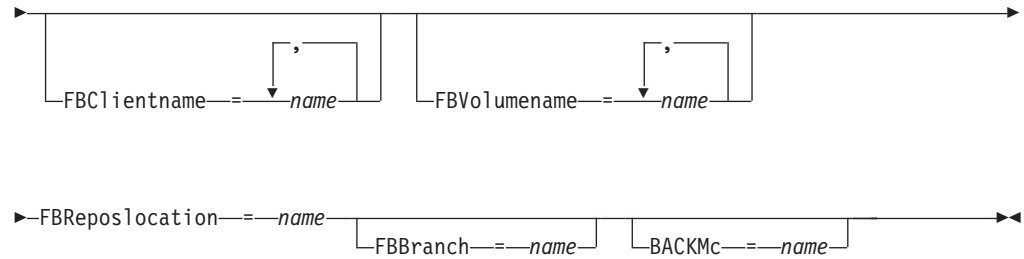 , ,
FBClientname = name FBVolumename = name
FBReposlocation = name
FBBranch = name BACKMc = name